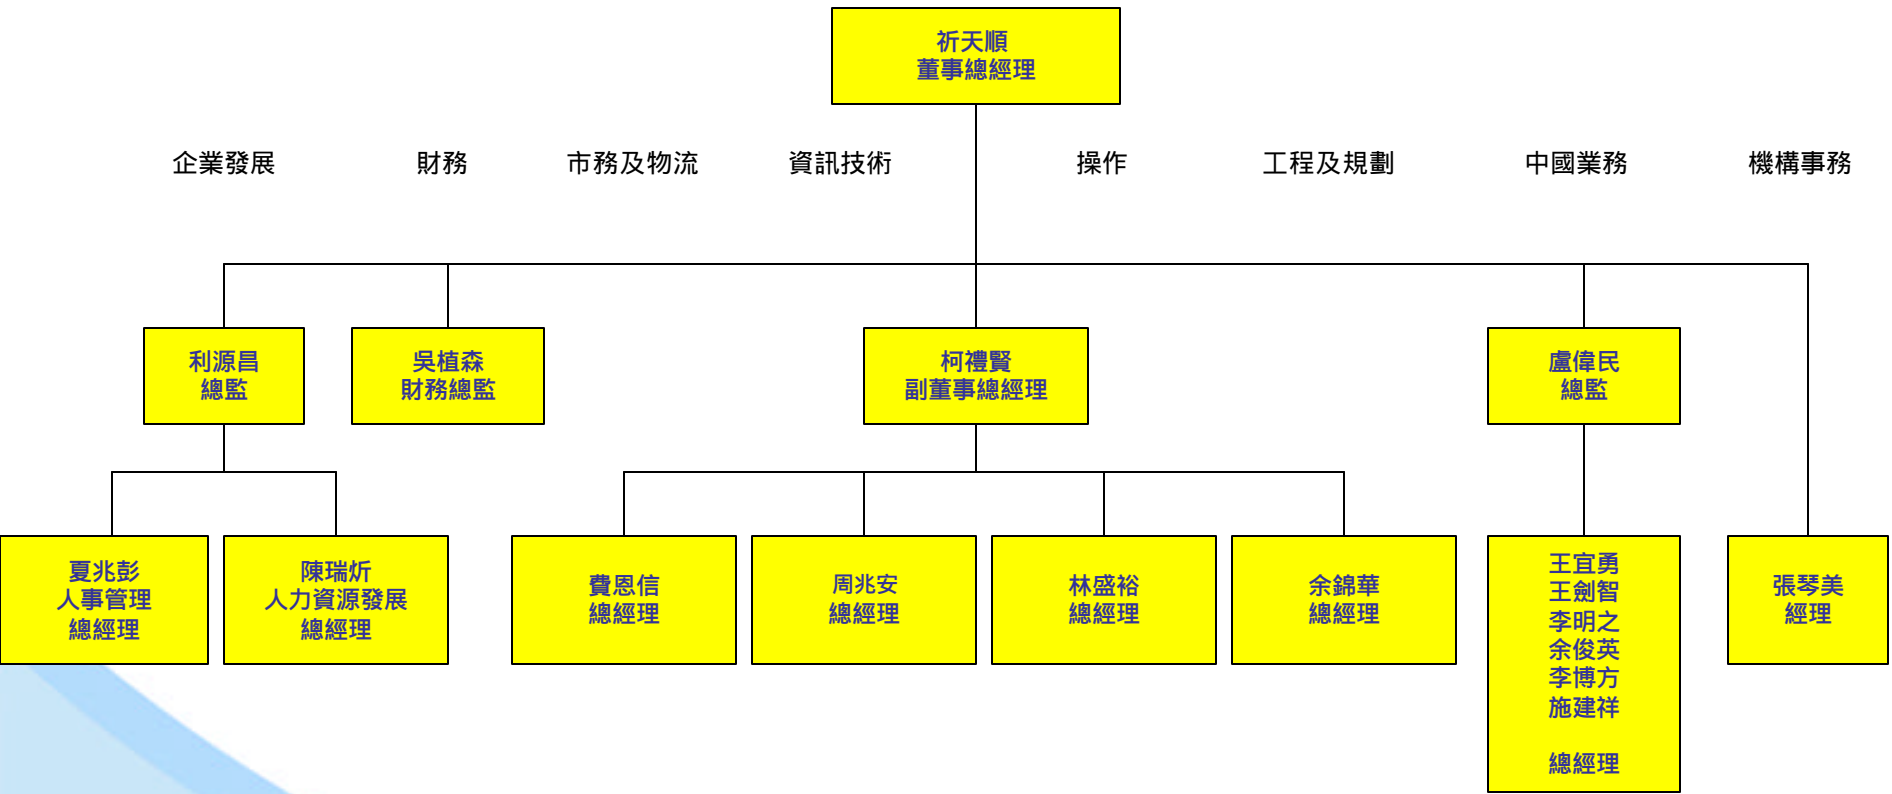 祈天順
董事總經理
企業發展
財務
市務及物流
資訊技術
操作
工程及規劃
中國業務
機構事務
利源昌
總監
吳植森
財務總監
柯禮賢
副董事總經理
盧偉民
總監
夏兆彭
人事管理
總經理
陳瑞炘
人力資源發展
總經理
費恩信
總經理
周兆安
總經理
林盛裕
總經理
余錦華
總經理
王宜勇
王劍智
李明之
余俊英
李博方
施建祥
總經理
張琴美
經理